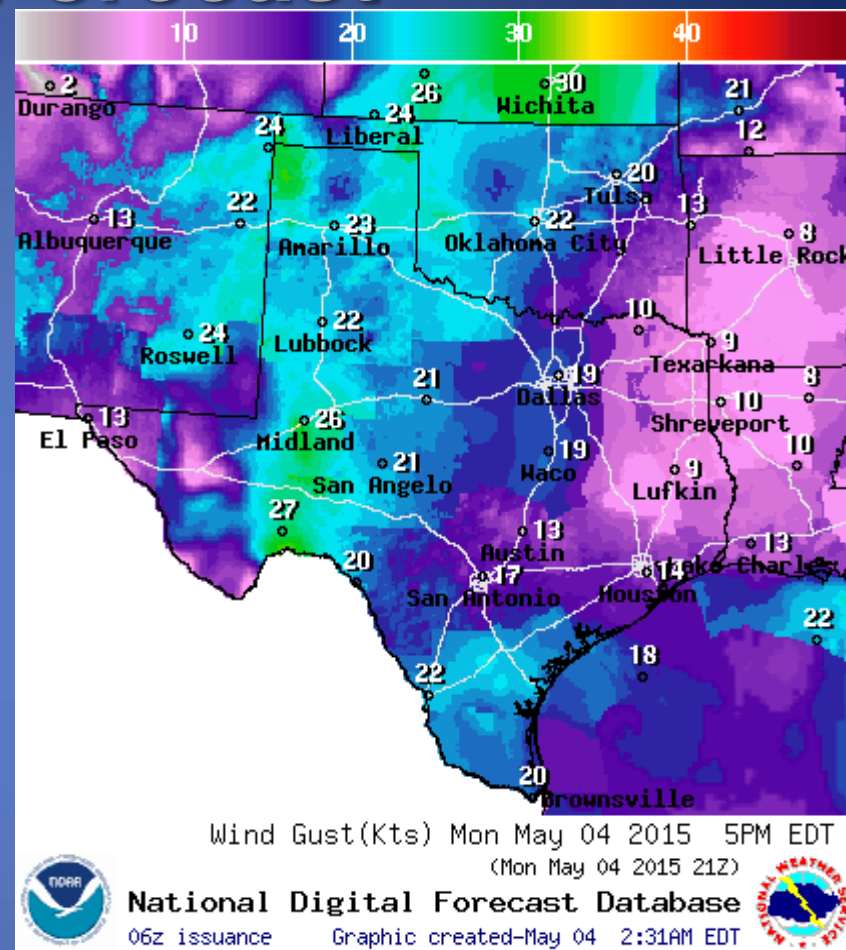 10 20 30 40
2
Durango
26
30
Wichita
21
24
Liberal
24
12
20
Tulsa
13
Albuquerque
22
23
Amarillo
22
Oklahoma City
13
8
Little Rock
24
Roswell
22
Lubbock
10
9
Texarkana
19
Dallas
21
10
Shreveport
8
13
El Paso
26
Midland
21
San Angelo
19
Waco
9
Lufkin
10
27
13
Austin
13
Lake Charles
20
17
San Antonio
14
Houston
22
22
18
20
Brownsville
Wind Gust(Kts) Mon May 04 2015 5PM EDT
(Mon May 04 2015 21Z)
National Digital Forecast Database
06z issuance Graphic created-May 04 2:31AM EDT
NOAA
NATIONAL WEATHER SERVICE